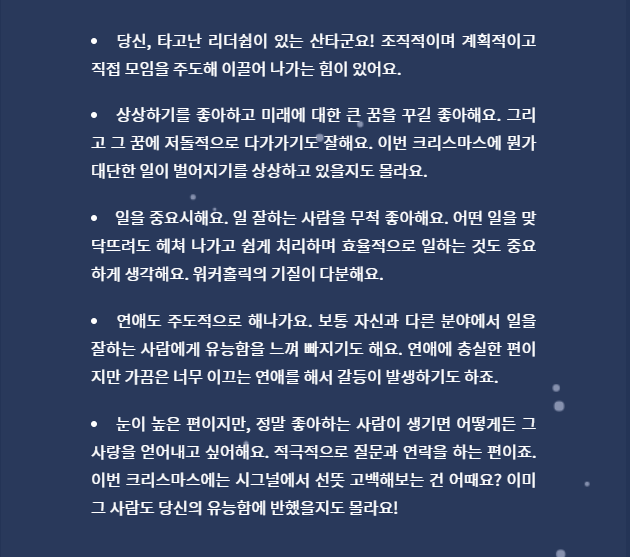 • 당신, 타고난 리더쉽이 있는 산타군요! 조직적이며 계획적이고
직접 모임을 주도해 이끌어 나가는 힘이 있어요.
• 상상하기를 좋아하고 미래에 대한 큰 꿈을 꾸길 좋아해요. 그리
고 그 꿈에 저돌적으로 다가가기도 잘해요. 이번 크리스마스에 뭔가
대단한 일이 벌어지기를 상상하고 있을지도 몰라요.
• 일을 중요시해요. 일 잘하는 사람을 무척 좋아해요. 어떤 일을 맞
닥뜨려도 헤쳐 나가고 쉽게 처리하며 효율적으로 일하는 것도 중요
하게 생각해요. 워커홀릭의 기질이 다분해요.
• 연애도 주도적으로 해나가요. 보통 자신과 다른 분야에서 일을
잘하는 사람에게 유능함을 느껴 빠지기도 해요. 연애에 충실한 편이
지만 가끔은 너무 이끄는 연애를 해서 갈등이 발생하기도 하죠.
• 눈이 높은 편이지만, 정말 좋아하는 사람이 생기면 어떻게든 그
사랑을 얻어내고 싶어해요. 적극적으로 질문과 연락을 하는 편이죠.
이번 크리스마스에는 시그널에서 선뜻 고백해보는 건 어때요? 이미
그 사람도 당신의 유능함에 반했을지도 몰라요!